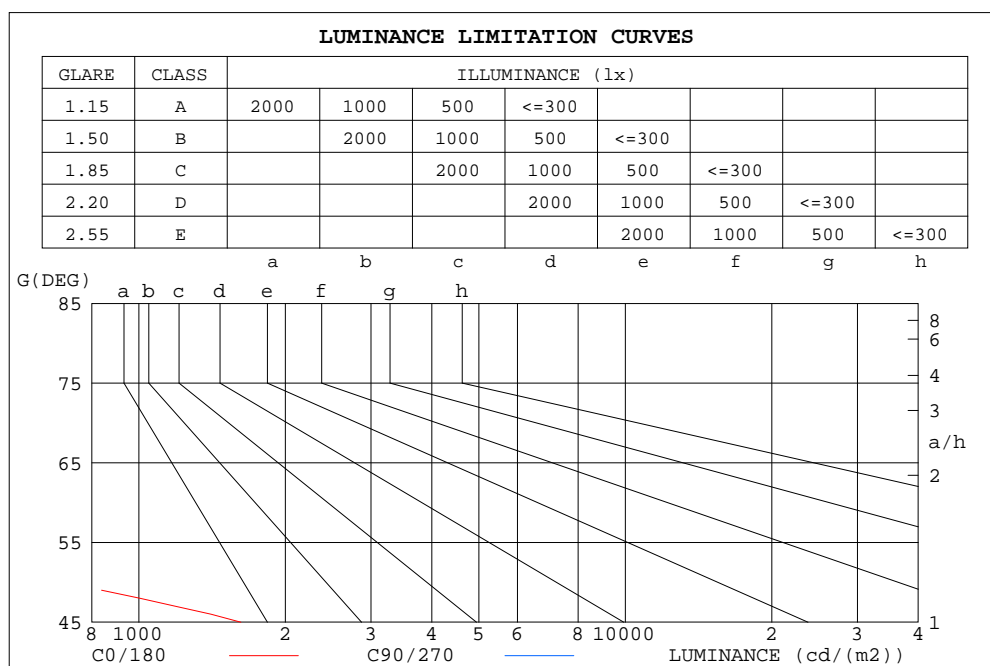 LUMINANCE LIMITATION CURVES
GLARE CLASS ILLUMINANCE (lx)
1.15 A 2000 1000 500 <=300
1.50 B 2000 1000 500 <=300
1.85 C 2000 1000 500 <=300
2.20 D 2000 1000 500 <=300
2.55 E 2000 1000 500 <=300
a b c d e f g h
G(DEG)
a b c d e f g h
85
8
6
75
4
3
a/h
65
2
55
45 1
8 1000 2 3 4 5 6 8 10000 2 3 4
C0/180 C90/270 LUMINANCE (cd/(m2))